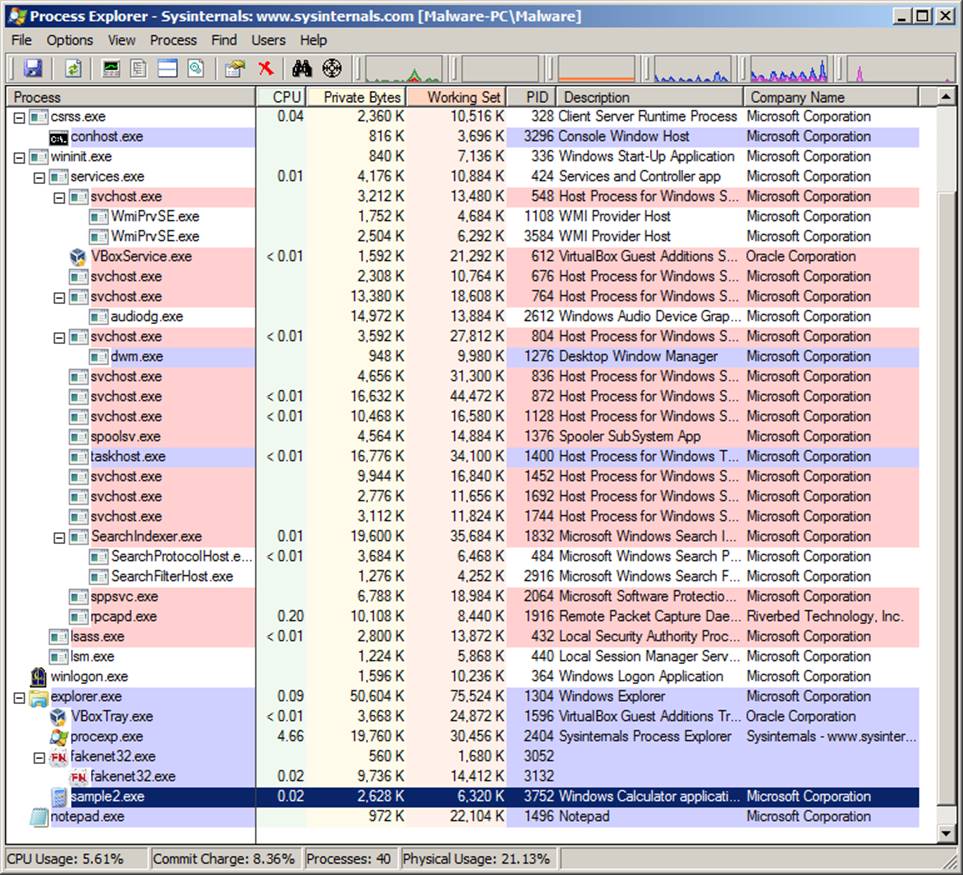 Process Explorer - Sysinternals: www.sysinternals.com [Malware-PC\Malware]
File Options View Process Find Users Help
Process CPU Private Bytes Working Set PID Description Company Name
csrss.exe 0.04 2,360 K 10,516 K 328 Client Server Runtime Process Microsoft Corporation
conhost.exe 816 K 3,696 K 3296 Console Window Host Microsoft Corporation
wininit.exe 840 K 7,136 K 336 Windows Start-Up Application Microsoft Corporation
services.exe 0.01 4,176 K 10,884 K 424 Services and Controller app Microsoft Corporation
svchost.exe 3,212 K 13,480 K 548 Host Process for Windows S... Microsoft Corporation
WmiPrvSE.exe 1,752 K 4,684 K 1108 WMI Provider Host Microsoft Corporation
WmiPrvSE.exe 2,504 K 6,292 K 3584 WMI Provider Host Microsoft Corporation
VBoxService.exe < 0.01 1,592 K 21,292 K 612 VirtualBox Guest Additions S... Oracle Corporation
svchost.exe 2,308 K 10,764 K 676 Host Process for Windows S... Microsoft Corporation
svchost.exe 13,380 K 18,608 K 764 Host Process for Windows S... Microsoft Corporation
audiodg.exe 14,972 K 13,884 K 2612 Windows Audio Device Grap... Microsoft Corporation
svchost.exe < 0.01 3,592 K 27,812 K 804 Host Process for Windows S... Microsoft Corporation
dwm.exe 948 K 9,980 K 1276 Desktop Window Manager Microsoft Corporation
svchost.exe 4,656 K 31,300 K 836 Host Process for Windows S... Microsoft Corporation
svchost.exe < 0.01 16,632 K 44,472 K 872 Host Process for Windows S... Microsoft Corporation
svchost.exe < 0.01 10,468 K 16,580 K 1128 Host Process for Windows S... Microsoft Corporation
spoolsv.exe 4,564 K 14,884 K 1376 Spooler SubSystem App Microsoft Corporation
taskhost.exe < 0.01 16,776 K 34,100 K 1400 Host Process for Windows T... Microsoft Corporation
svchost.exe 9,944 K 16,840 K 1452 Host Process for Windows S... Microsoft Corporation
svchost.exe 2,776 K 11,656 K 1692 Host Process for Windows S... Microsoft Corporation
svchost.exe 3,112 K 11,824 K 1744 Host Process for Windows S... Microsoft Corporation
SearchIndexer.exe 0.01 19,600 K 35,684 K 1832 Microsoft Windows Search I... Microsoft Corporation
SearchProtocolHost.e... < 0.01 3,684 K 6,468 K 484 Microsoft Windows Search P... Microsoft Corporation
SearchFilterHost.exe 1,276 K 4,252 K 2916 Microsoft Windows Search F... Microsoft Corporation
sppsvc.exe 6,788 K 18,984 K 2064 Microsoft Software Protectio... Microsoft Corporation
rpcapd.exe 0.20 10,108 K 8,440 K 1916 Remote Packet Capture Dae... Riverbed Technology, Inc.
lsass.exe < 0.01 2,800 K 13,872 K 432 Local Security Authority Proc... Microsoft Corporation
lsm.exe 1,224 K 5,868 K 440 Local Session Manager Serv... Microsoft Corporation
winlogon.exe 1,596 K 10,236 K 364 Windows Logon Application Microsoft Corporation
explorer.exe 0.09 50,604 K 75,524 K 1304 Windows Explorer Microsoft Corporation
VBoxTray.exe < 0.01 3,668 K 24,872 K 1596 VirtualBox Guest Additions Tr... Oracle Corporation
procexp.exe 4.66 19,760 K 30,456 K 2404 Sysinternals Process Explorer Sysinternals - www.sysinter...
fakenet32.exe 560 K 1,680 K 3052
fakenet32.exe 0.02 9,736 K 14,412 K 3132
sample2.exe 0.02 2,628 K 6,320 K 3752 Windows Calculator applicati... Microsoft Corporation
notepad.exe 972 K 22,104 K 1496 Notepad Microsoft Corporation
CPU Usage: 5.61% Commit Charge: 8.36% Processes: 40 Physical Usage: 21.13%